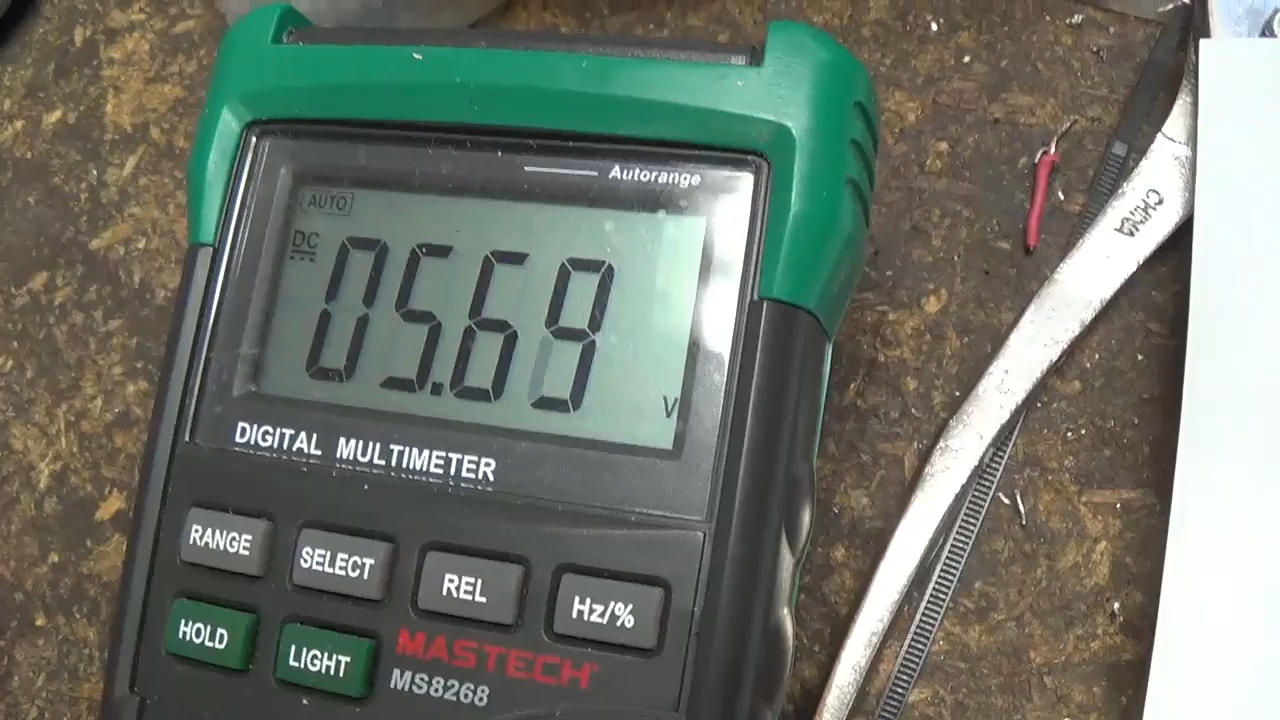 Autorange
AUTO
DC
05.69
V
DIGITAL MULTIMETER
RANGE
SELECT
REL
Hz/%
HOLD
LIGHT
MASTECH
MS8268
CHINA